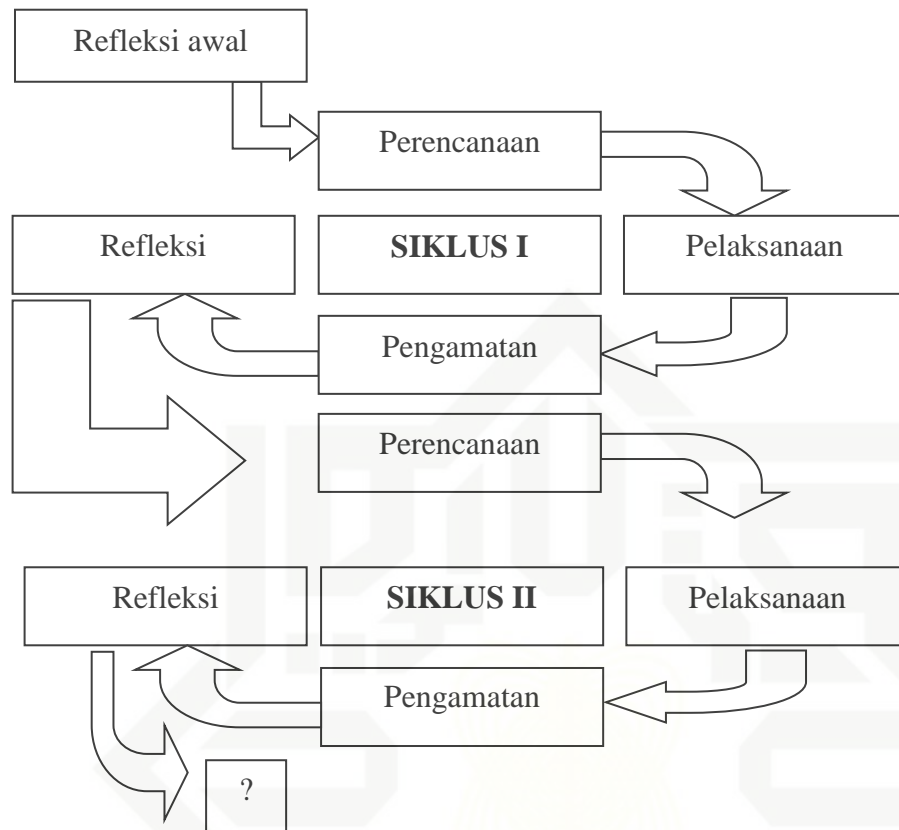 Refleksi awal
Perencanaan
Refleksi
SIKLUS I
Pelaksanaan
Pengamatan
Perencanaan
Refleksi
SIKLUS II
Pelaksanaan
Pengamatan
?